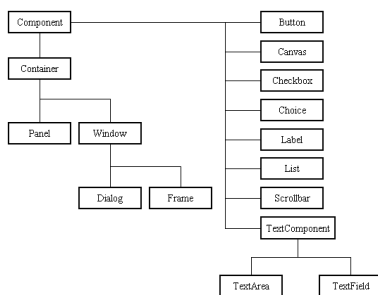 Component
Button
Canvas
Container
Checkbox
Choice
Panel
Window
Label
List
Dialog
Frame
Scrollbar
TextComponent
TextArea
TextField